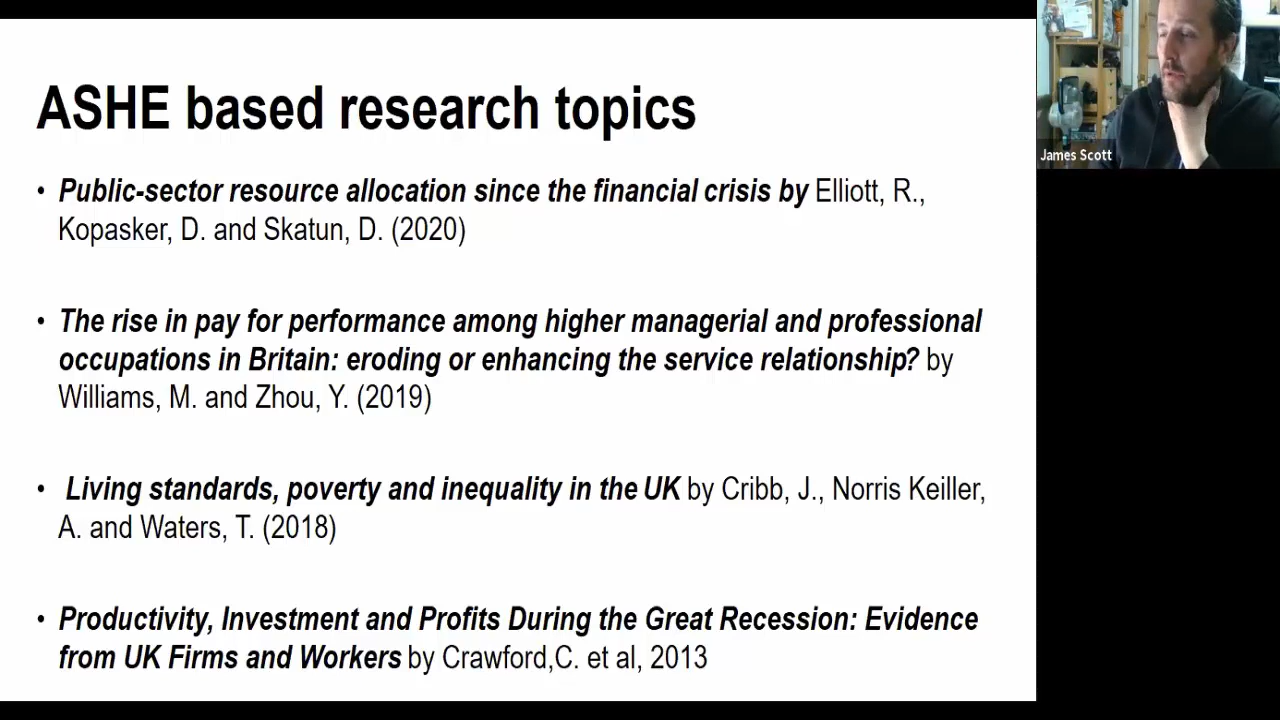 ASHE based research topics
• Public-sector resource allocation since the financial crisis by Elliott, R.,
Kopasker, D. and Skatun, D. (2020)
• The rise in pay for performance among higher managerial and professional
occupations in Britain: eroding or enhancing the service relationship? by
Williams, M. and Zhou, Y. (2019)
• Living standards, poverty and inequality in the UK by Cribb, J., Norris Keiller,
A. and Waters, T. (2018)
• Productivity, Investment and Profits During the Great Recession: Evidence
from UK Firms and Workers by Crawford,C. et al, 2013
James Scott